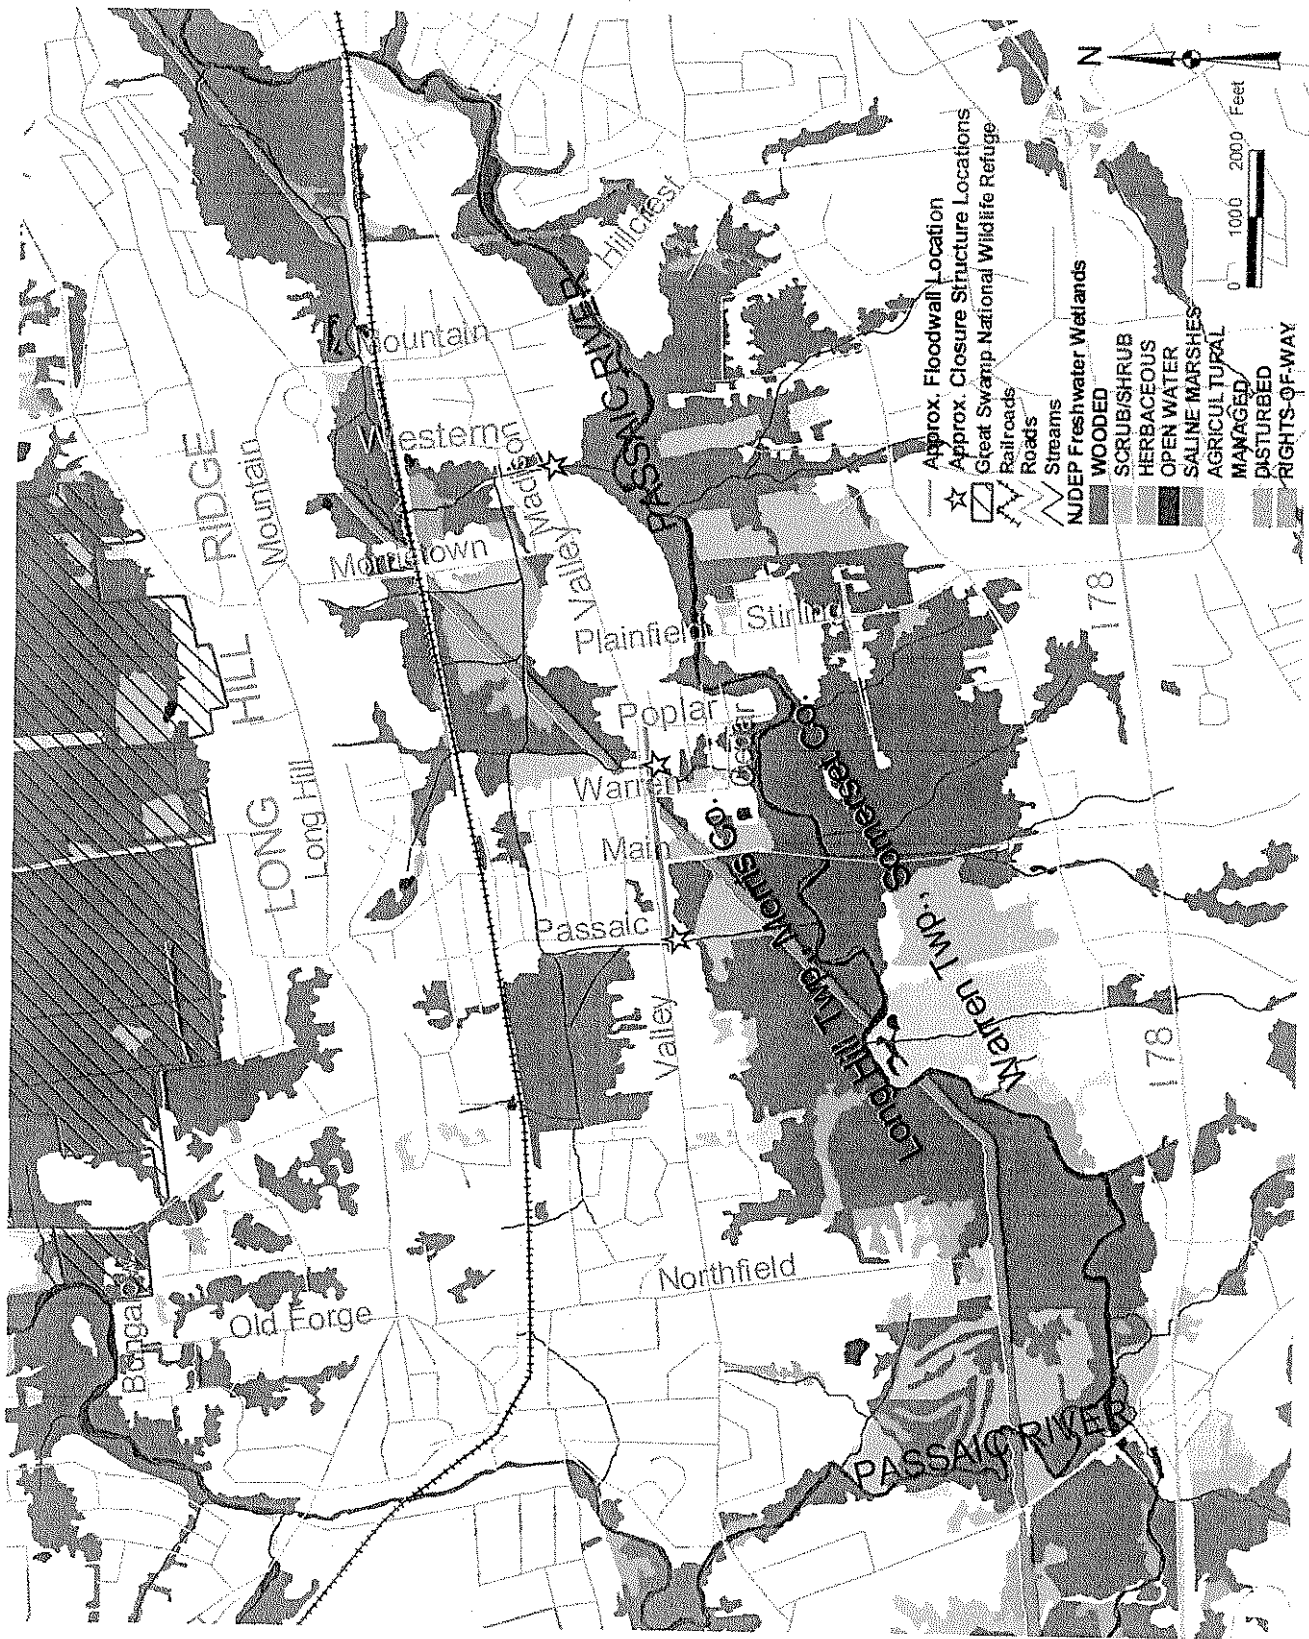 RIDGE
Mountain
HILL
LONG
Long Hill
Mountain
Western
Madison
Morristown
Valley
Plainfield
Stirling
Poplar
Cedar
Warren
Main
Passaic
Valley
Hillcrest
PASSAIC RIVER
Long Hill Twp., Morris Co.
Warren Twp., Somerset Co.
I 78
I 78
Northfield
Old Forge
PASSAIC RIVER
N
Approx. Floodwall Location
Approx. Closure Structure Locations
Great Swamp National Wildlife Refuge
Railroads
Roads
Streams
NJDEP Freshwater Wetlands
WOODED
SCRUB/SHRUB
HERBACEOUS
OPEN WATER
SALINE MARSHES
AGRICULTURAL
MANAGED
DISTURBED
RIGHTS-OF-WAY
0 1000 2000 Feet